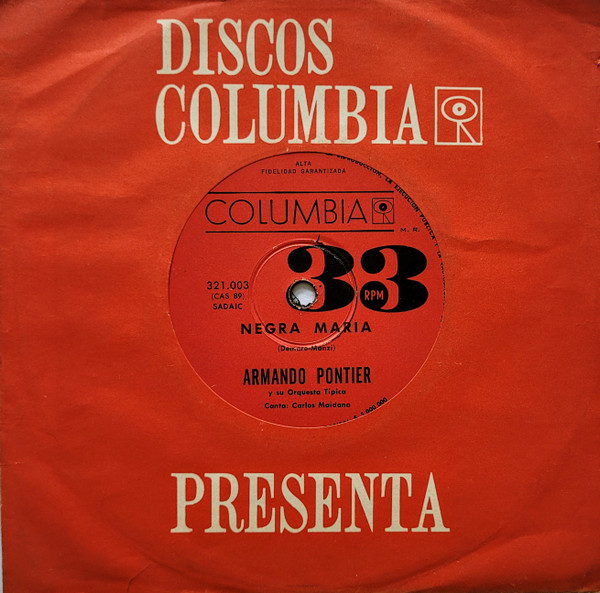 DISCOS
COLUMBIA
ALTA
FIDELIDAD GARANTIZADA
COLUMBIA
M. R.
33
RPM
321.003
(CAS 89)
SADAIC
NEGRA MARIA
ARMANDO PONTIER
y su Orquesta Típica
Canta: Carlos Maidana
PRESENTA